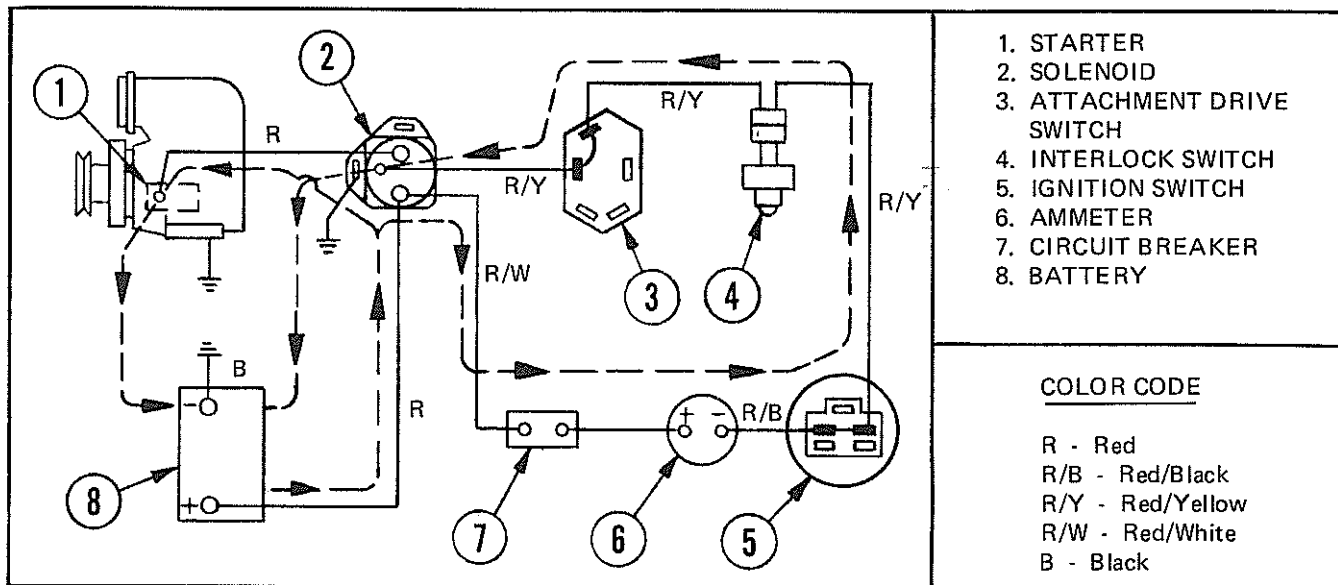 1
2
3
4
5
6
7
8
R
R/Y
R/Y
R/Y
R/W
B
R
R/B
-
+
+ -
1. STARTER
2. SOLENOID
3. ATTACHMENT DRIVE
SWITCH
4. INTERLOCK SWITCH
5. IGNITION SWITCH
6. AMMETER
7. CIRCUIT BREAKER
8. BATTERY
COLOR CODE
R - Red
R/B - Red/Black
R/Y - Red/Yellow
R/W - Red/White
B - Black